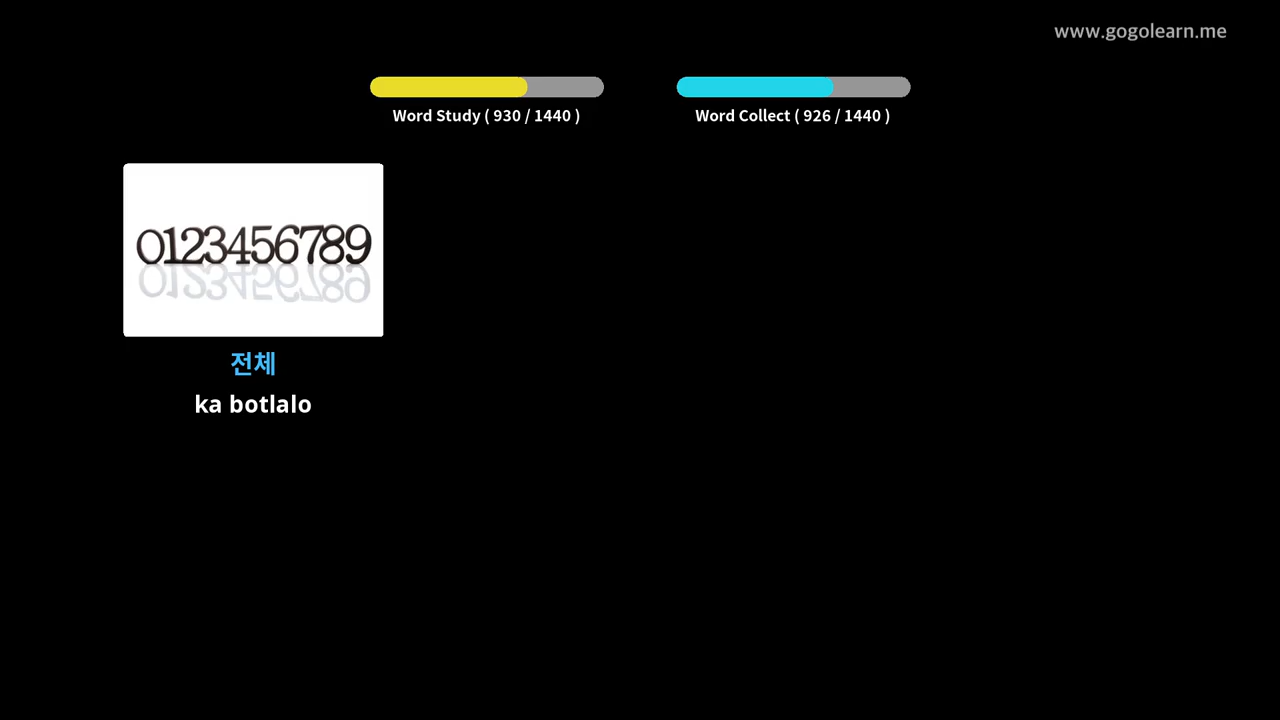 www.gogolearn.me
Word Study ( 930 / 1440 )
Word Collect ( 926 / 1440 )
0123456789
전체
ka botlalo